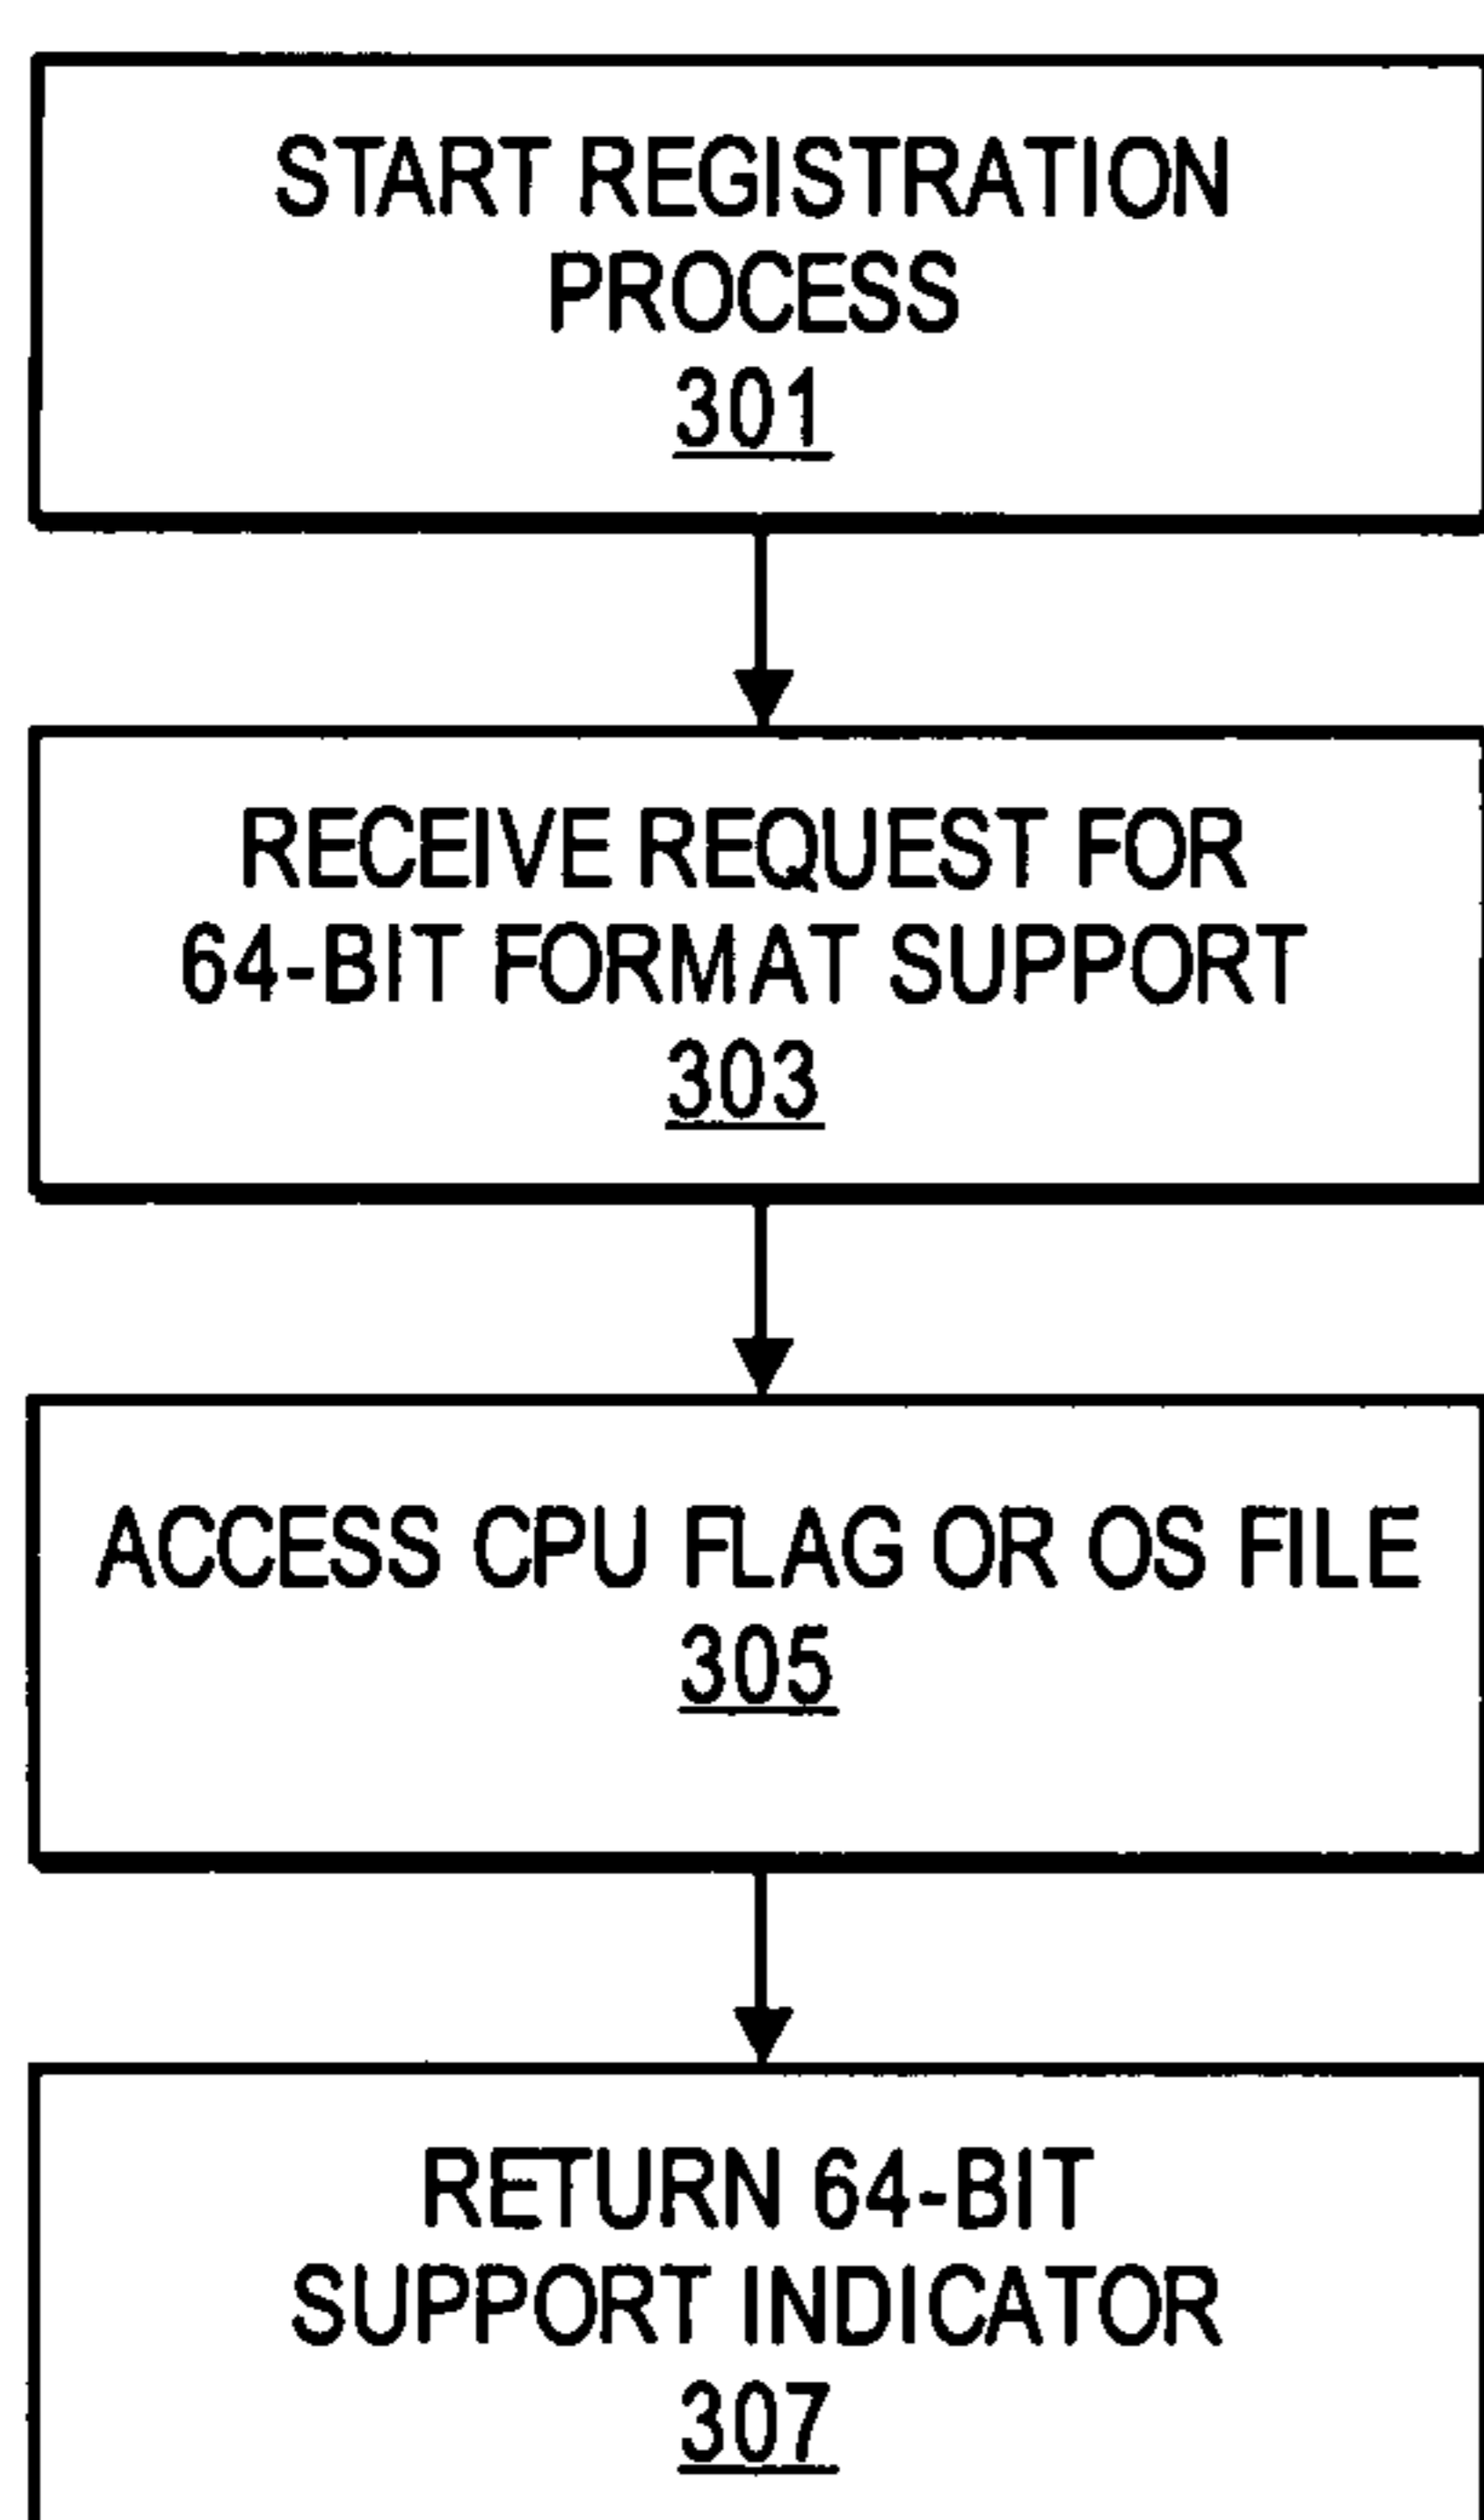 START REGISTRATION
PROCESS
301
RECEIVE REQUEST FOR
64-BIT FORMAT SUPPORT
303
ACCESS CPU FLAG OR OS FILE
305
RETURN 64-BIT
SUPPORT INDICATOR
307